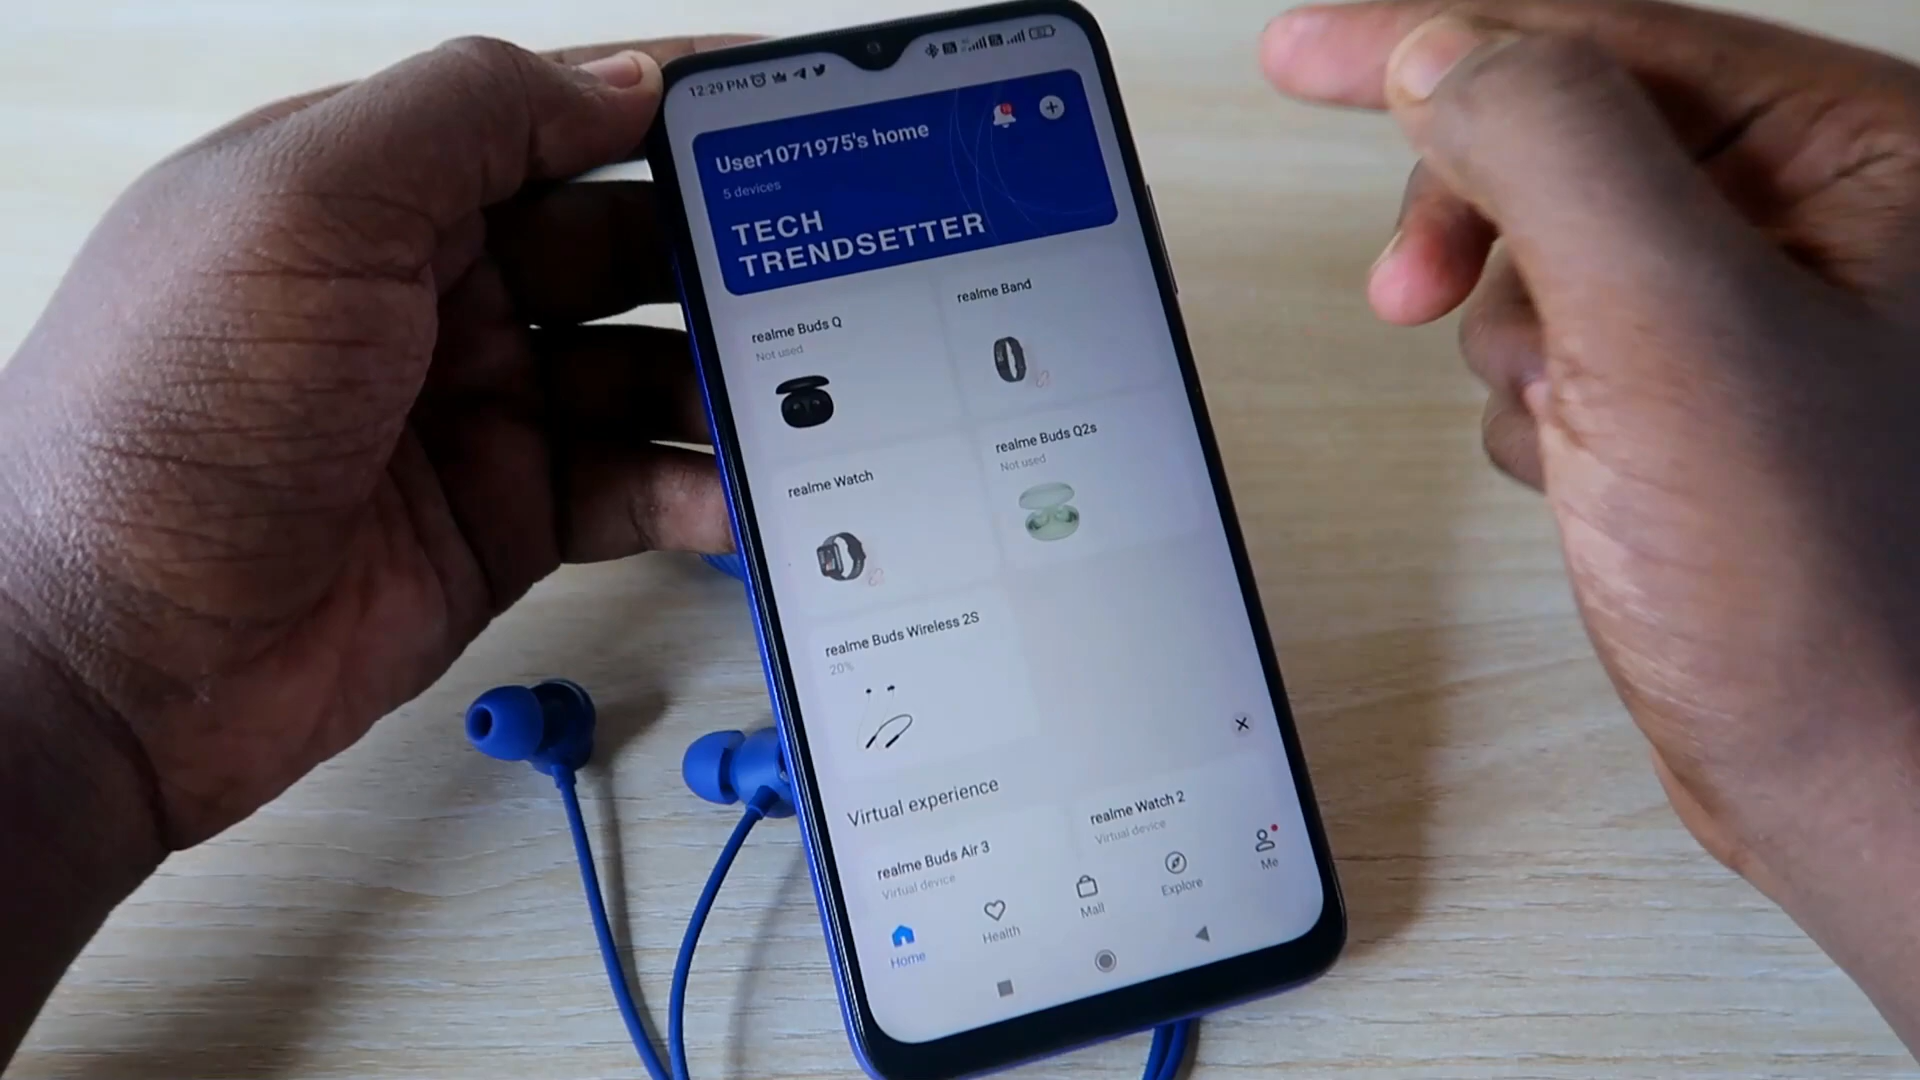 12:29 PM
User1071975's home
5 devices
TECH
TRENDSETTER
realme Buds Q
Not used
realme Band
realme Watch
realme Buds Q2s
Not used
realme Buds Wireless 2S
20%
Virtual experience
realme Buds Air 3
Virtual device
realme Watch 2
Virtual device
Home
Health
Mall
Explore
Me